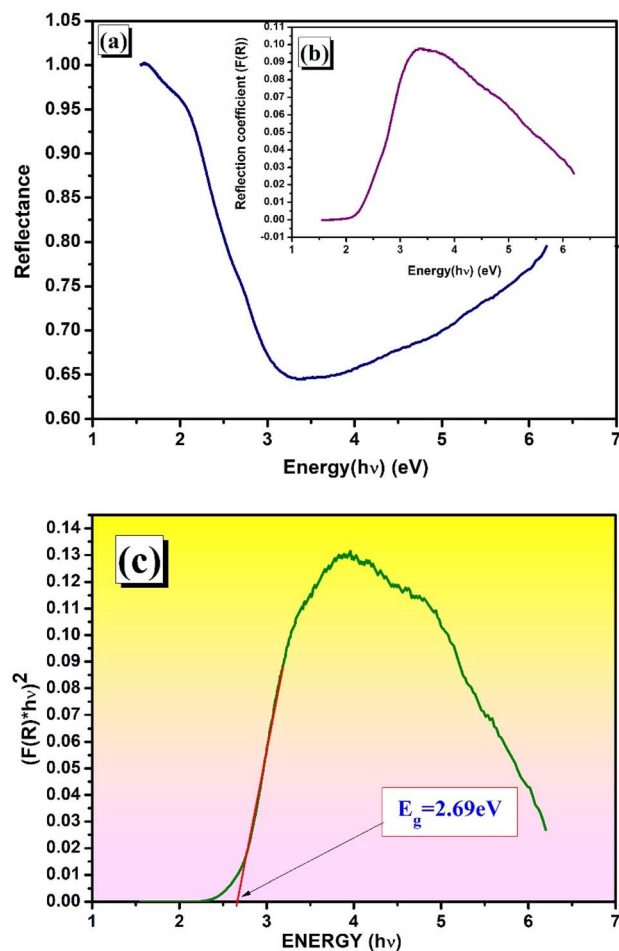 (a)
Reflectance
1.00
0.95
0.90
0.85
0.80
0.75
0.70
0.65
0.60
1 2 3 4 5 6 7
Energy(hν) (eV)
(b)
Reflection coefficient (F(R))
0.11
0.10
0.09
0.08
0.07
0.06
0.05
0.04
0.03
0.02
0.01
0.00
-0.01
1 2 3 4 5 6 7
Energy(hν) (eV)
(c)
(F(R)*hν)²
0.14
0.13
0.12
0.11
0.10
0.09
0.08
0.07
0.06
0.05
0.04
0.03
0.02
0.01
0.00
E_g=2.69eV
1 2 3 4 5 6 7
ENERGY (hν)